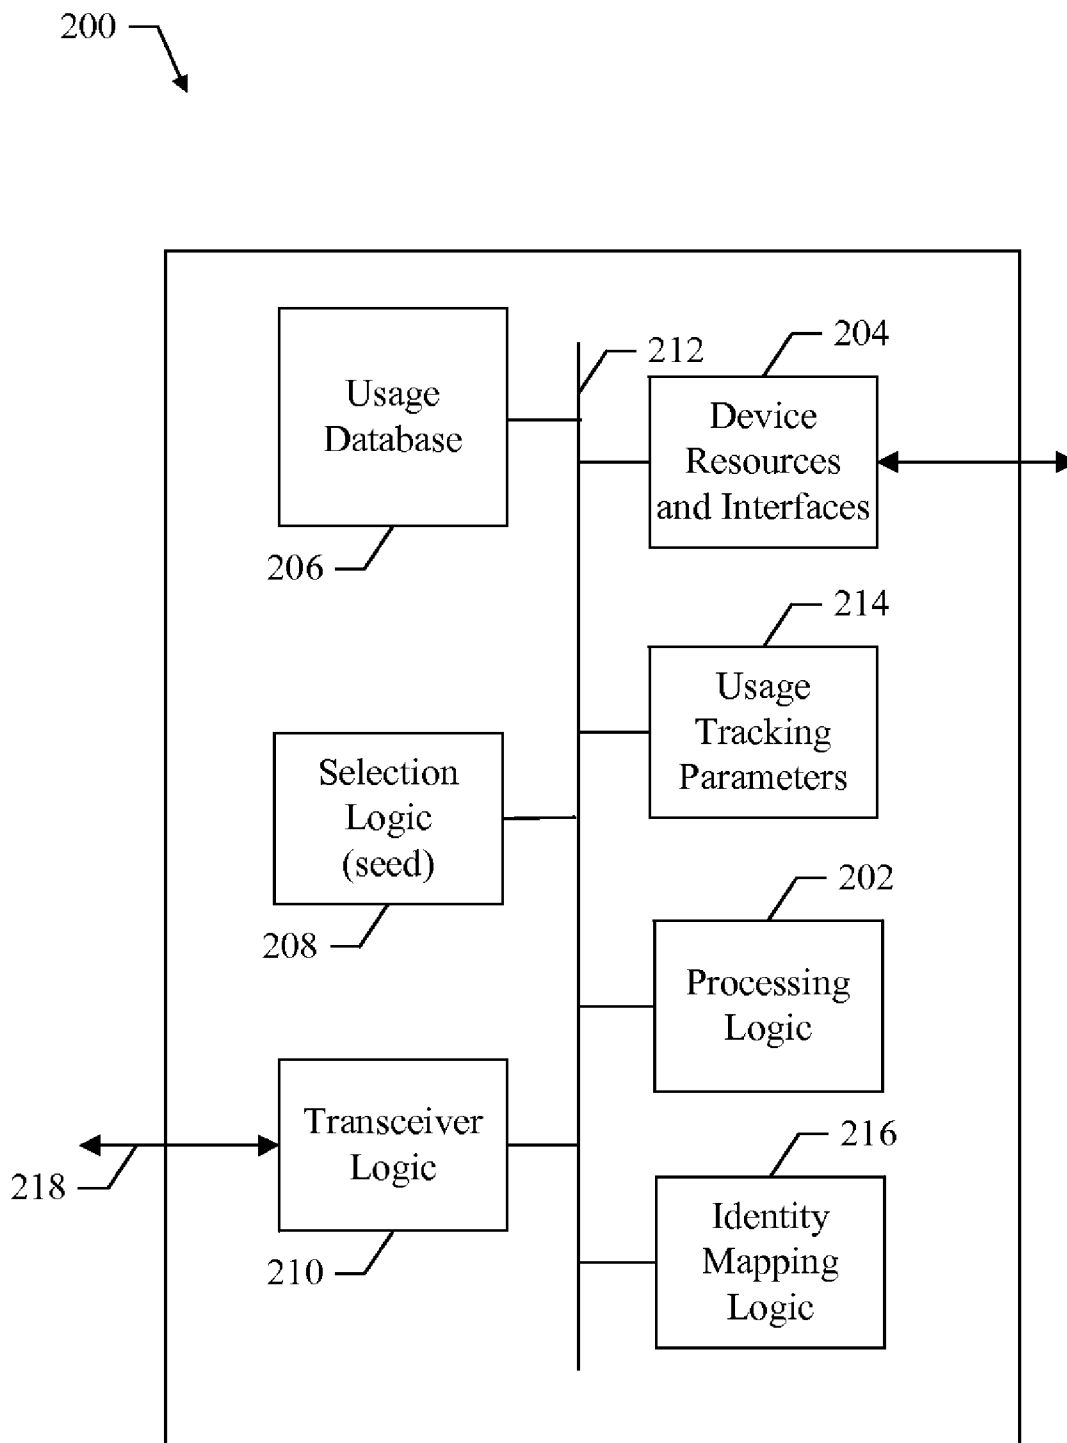 200
Usage
Database
206
212
204
Device
Resources
and Interfaces
214
Usage
Tracking
Parameters
Selection
Logic
(seed)
208
202
Processing
Logic
Transceiver
Logic
218
210
216
Identity
Mapping
Logic